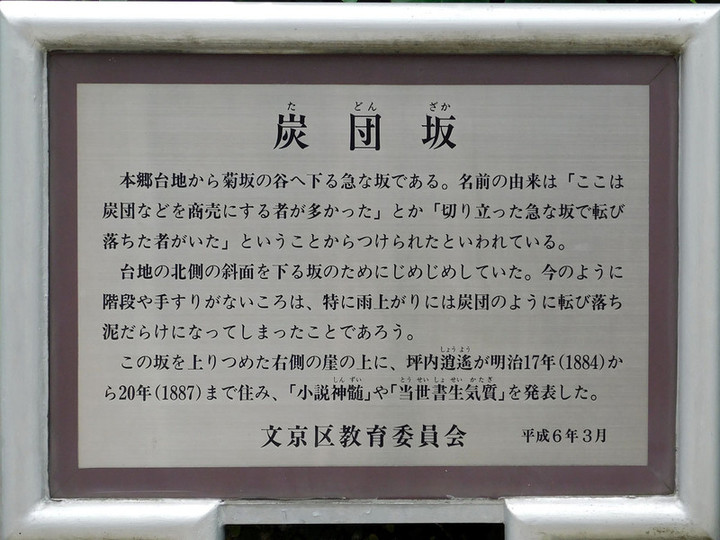 たどんざか
炭団坂
本郷台地から菊坂の谷へ下る急な坂である。名前の由来は「ここは
炭団などを商売にする者が多かった」とか「切り立った急な坂で転び
落ちた者がいた」ということからつけられたといわれている。
台地の北側の斜面を下る坂のためにじめじめしていた。今のように
階段や手すりがないころは、特に雨上がりには炭団のように転び落ち
泥だらけになってしまったことであろう。
しょうよう
この坂を上りつめた右側の崖の上に、坪内逍遙が明治17年(1884)か
しんずい とうせいしょせいかたぎ
ら20年(1887)まで住み、「小説神髄」や「当世書生気質」を発表した。
文京区教育委員会 平成6年3月